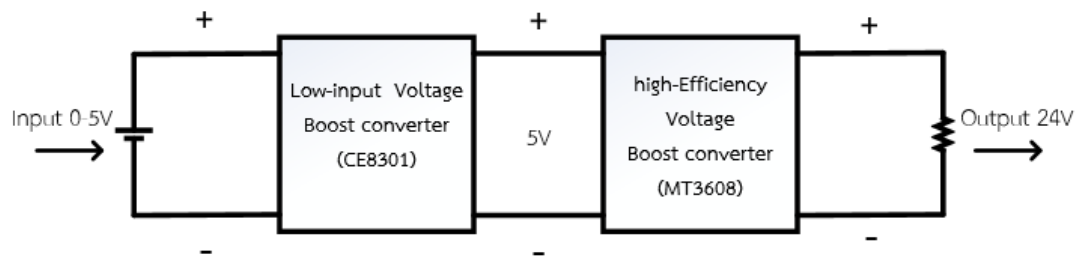 + + +
Input 0-5V
Low-input Voltage
Boost converter
(CE8301)
5V
high-Efficiency
Voltage
Boost converter
(MT3608)
Output 24V
- - -